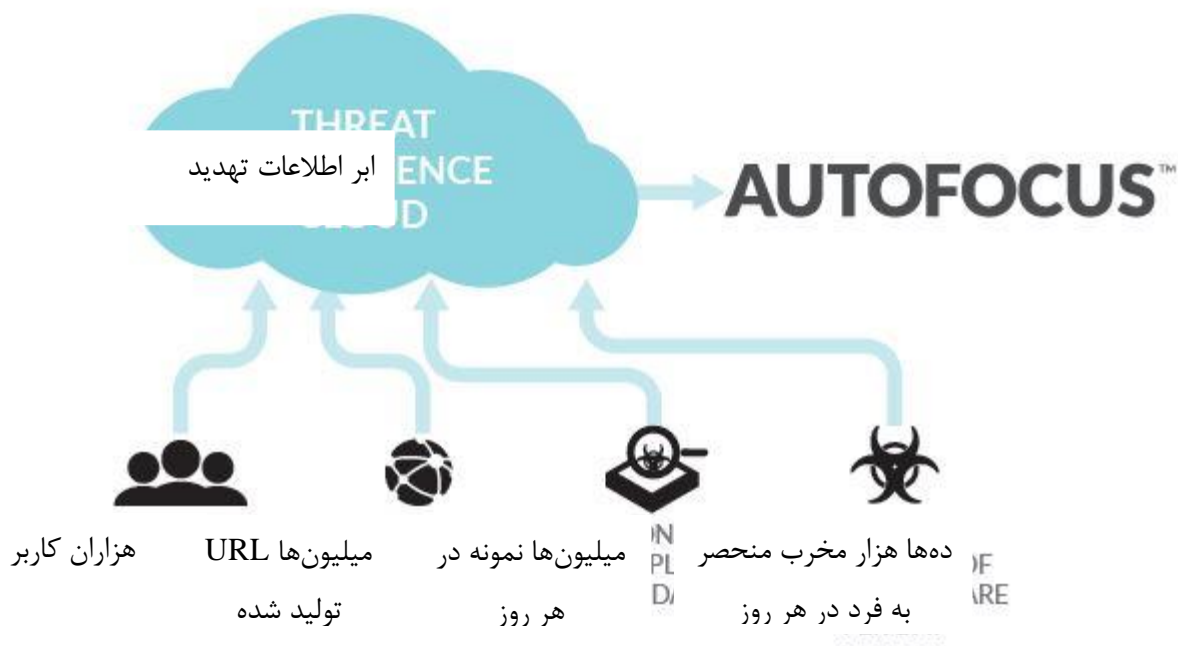 THREAT
ابر اطلاعات تهدید
ENCE
AUTOFOCUS™
هزاران کاربر
میلیون‌ها URL
تولید شده
میلیون‌ها نمونه در
هر روز
ده‌ها هزار مخرب منحصر
به فرد در هر روز